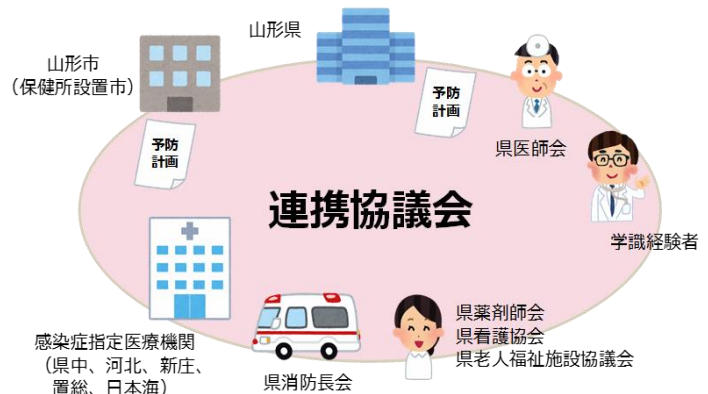 山形県
山形市
（保健所設置市）
予防
計画
予防
計画
県医師会
連携協議会
学識経験者
感染症指定医療機関
（県中、河北、新庄、
置総、日本海）
県消防長会
県薬剤師会
県看護協会
県老人福祉施設協議会